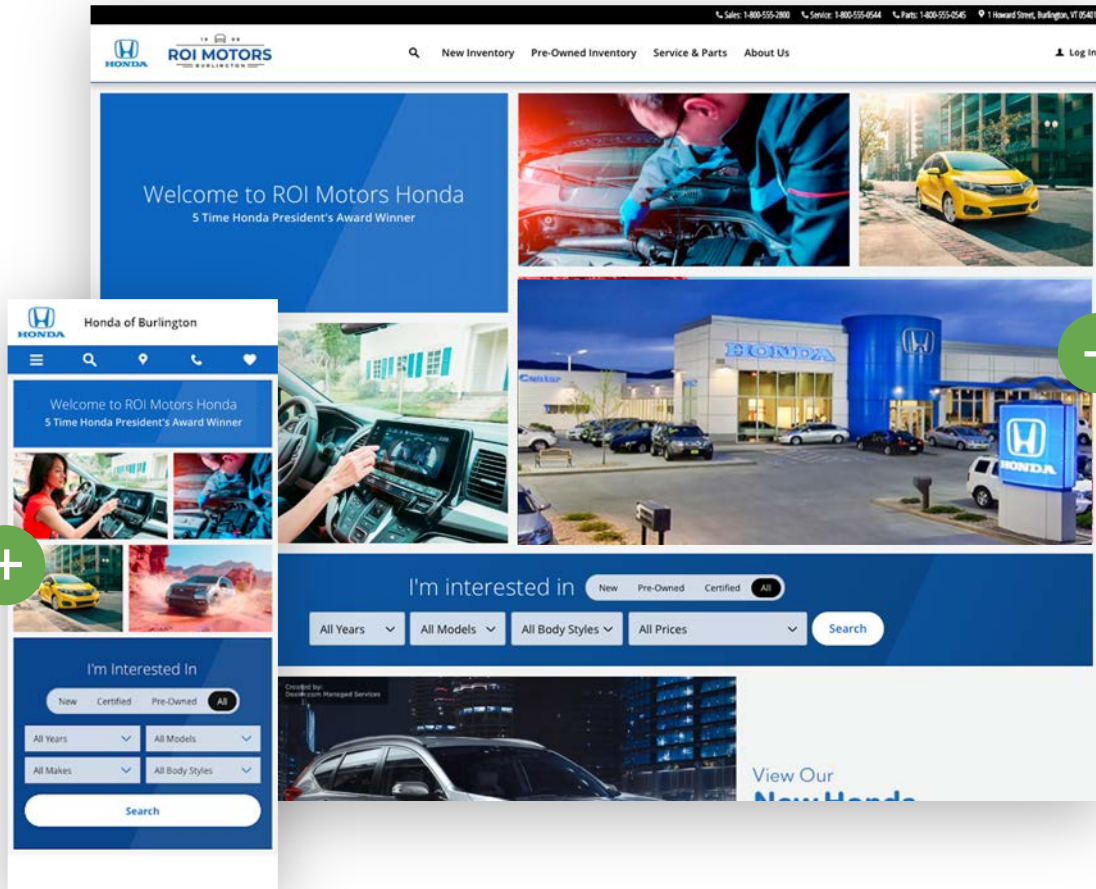 Sales: 1-800-555-2800 Service: 1-800-555-0544 Parts: 1-800-555-0545 1 Howard Street, Burlington, VT 05401
HONDA
ROI MOTORS
BURLINGTON
New Inventory Pre-Owned Inventory Service & Parts About Us
Log In
Welcome to ROI Motors Honda
5 Time Honda President's Award Winner
HONDA
Center
HONDA
I'm interested in New Pre-Owned Certified All
All Years All Models All Body Styles All Prices Search
Created by:
Dealer.com Managed Services
View Our
New Honda
HONDA
Honda of Burlington
Welcome to ROI Motors Honda
5 Time Honda President's Award Winner
I'm Interested In
New Certified Pre-Owned All
All Years All Models
All Makes All Body Styles
Search